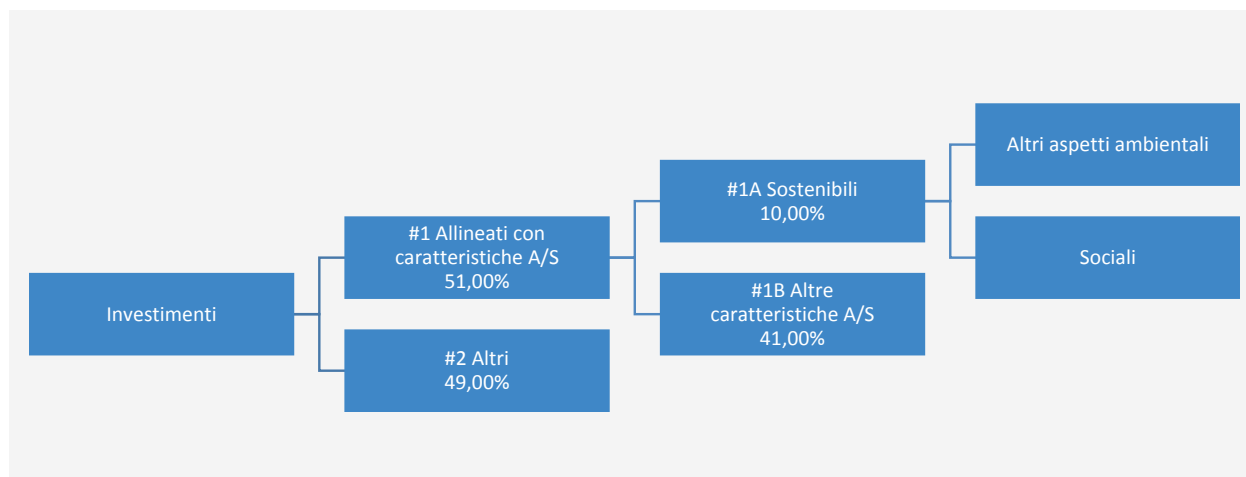 Investimenti
#1 Allineati con
caratteristiche A/S
51,00%
#2 Altri
49,00%
#1A Sostenibili
10,00%
#1B Altre
caratteristiche A/S
41,00%
Altri aspetti ambientali
Sociali